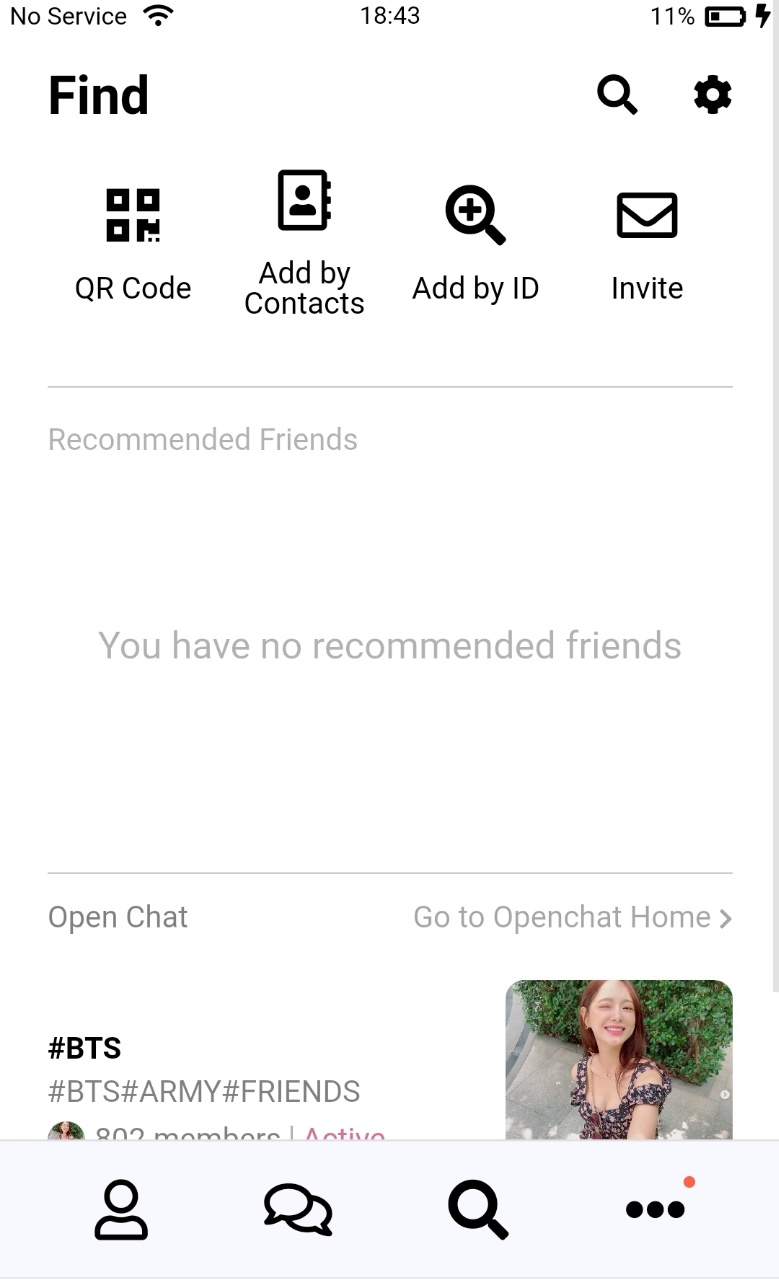 No Service 18:43 11%
Find
QR Code
Add by
Contacts
Add by ID
Invite
Recommended Friends
You have no recommended friends
Open Chat
Go to Openchat Home
#BTS
#BTS#ARMY#FRIENDS
802 members | Active